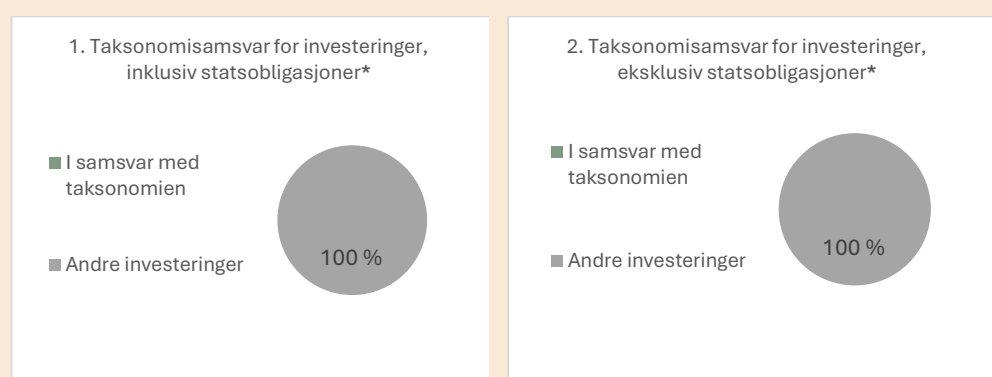 1. Taksonomisamsvar for investeringer,
inklusiv statsobligasjoner*
I samsvar med
taksonomien
Andre investeringer
100 %
2. Taksonomisamsvar for investeringer,
eksklusiv statsobligasjoner*
I samsvar med
taksonomien
Andre investeringer
100 %